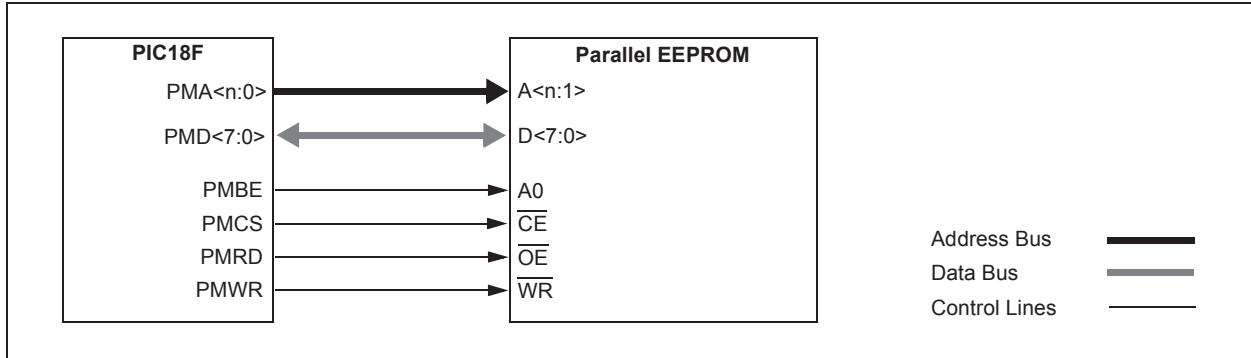 PIC18F
Parallel EEPROM
PMA<n:0>
A<n:1>
PMD<7:0>
D<7:0>
PMBE
A0
PMCS
CE
PMRD
OE
PMWR
WR
Address Bus
Data Bus
Control Lines